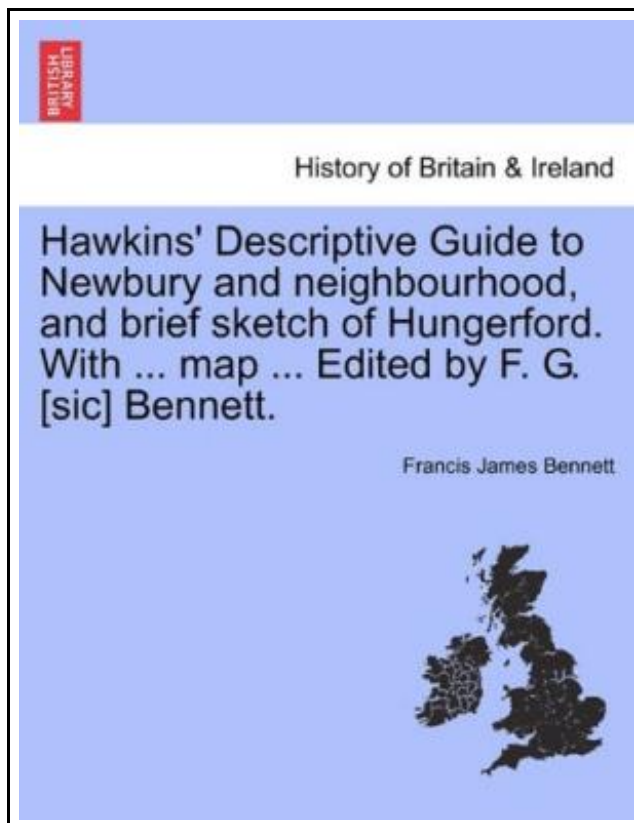 BRITISH
LIBRARY
History of Britain & Ireland
Hawkins' Descriptive Guide to
Newbury and neighbourhood,
and brief sketch of Hungerford.
With ... map ... Edited by F. G.
[sic] Bennett.
Francis James Bennett